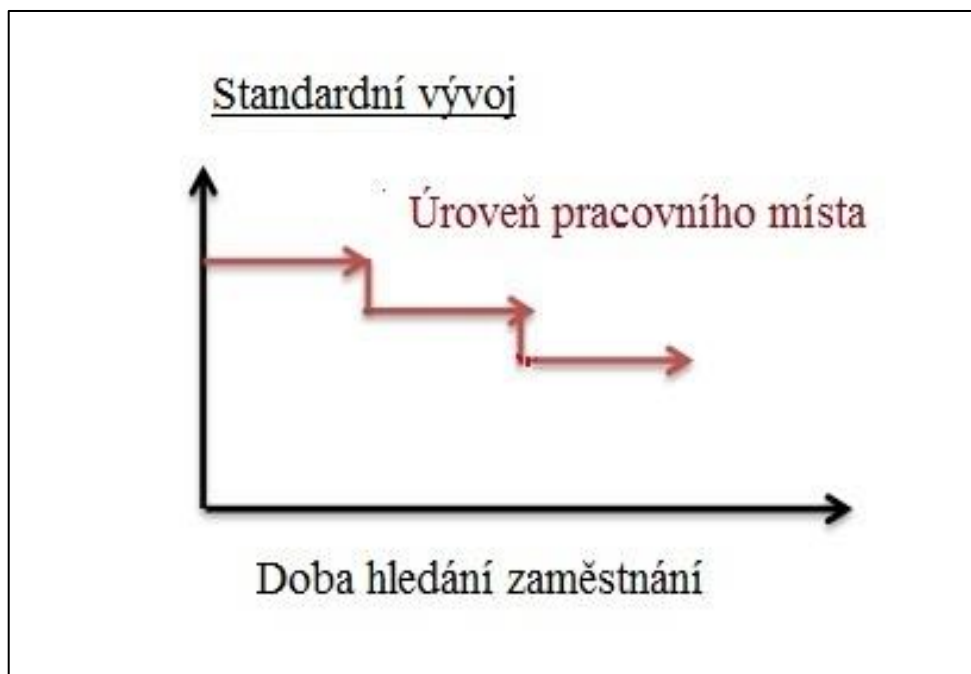 Standardní vývoj
Úroveň pracovního místa
Doba hledání zaměstnání